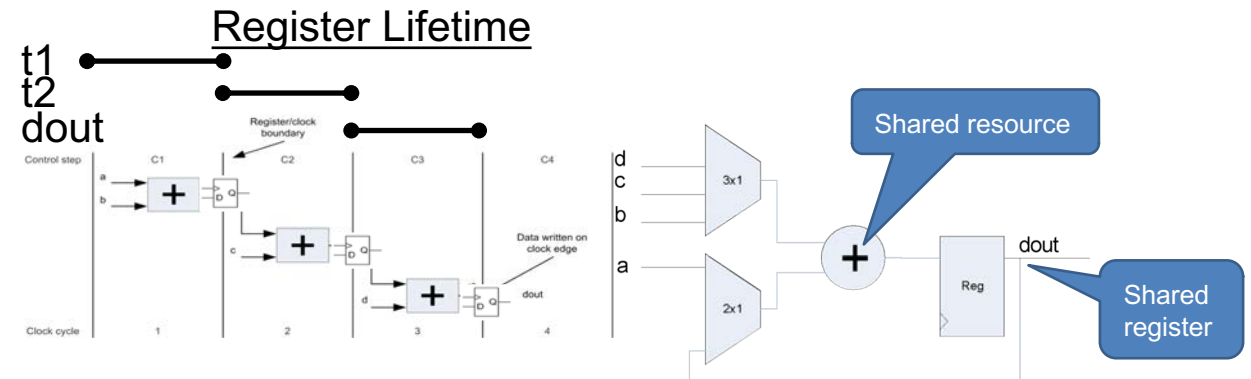 Register Lifetime
t1
t2
dout
Register/clock
boundary
Control step
C1
C2
C3
C4
a
b
+
D
Q
c
+
D
Q
d
+
D
Q
dout
Data written on
clock edge
Clock cycle
1
2
3
4
Shared resource
d
c
b
3x1
a
2x1
+
Reg
dout
Shared
register